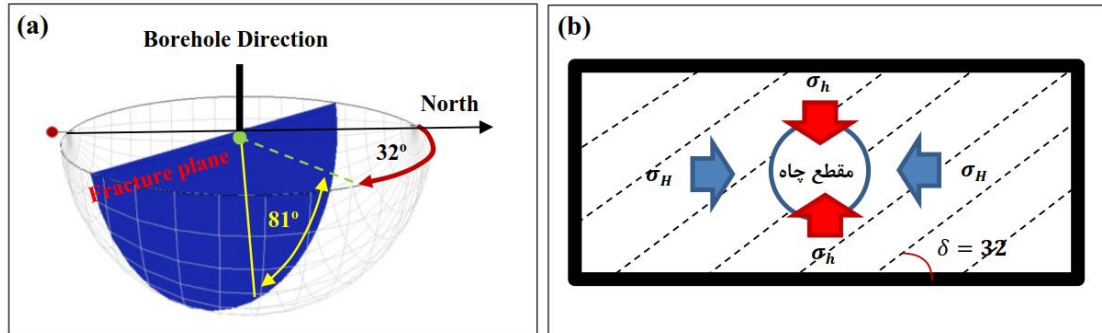 (a)
Borehole Direction
North
32°
Fracture plane
81°
(b)
σh
مقطع چاه
σH
σH
σh
δ = 32